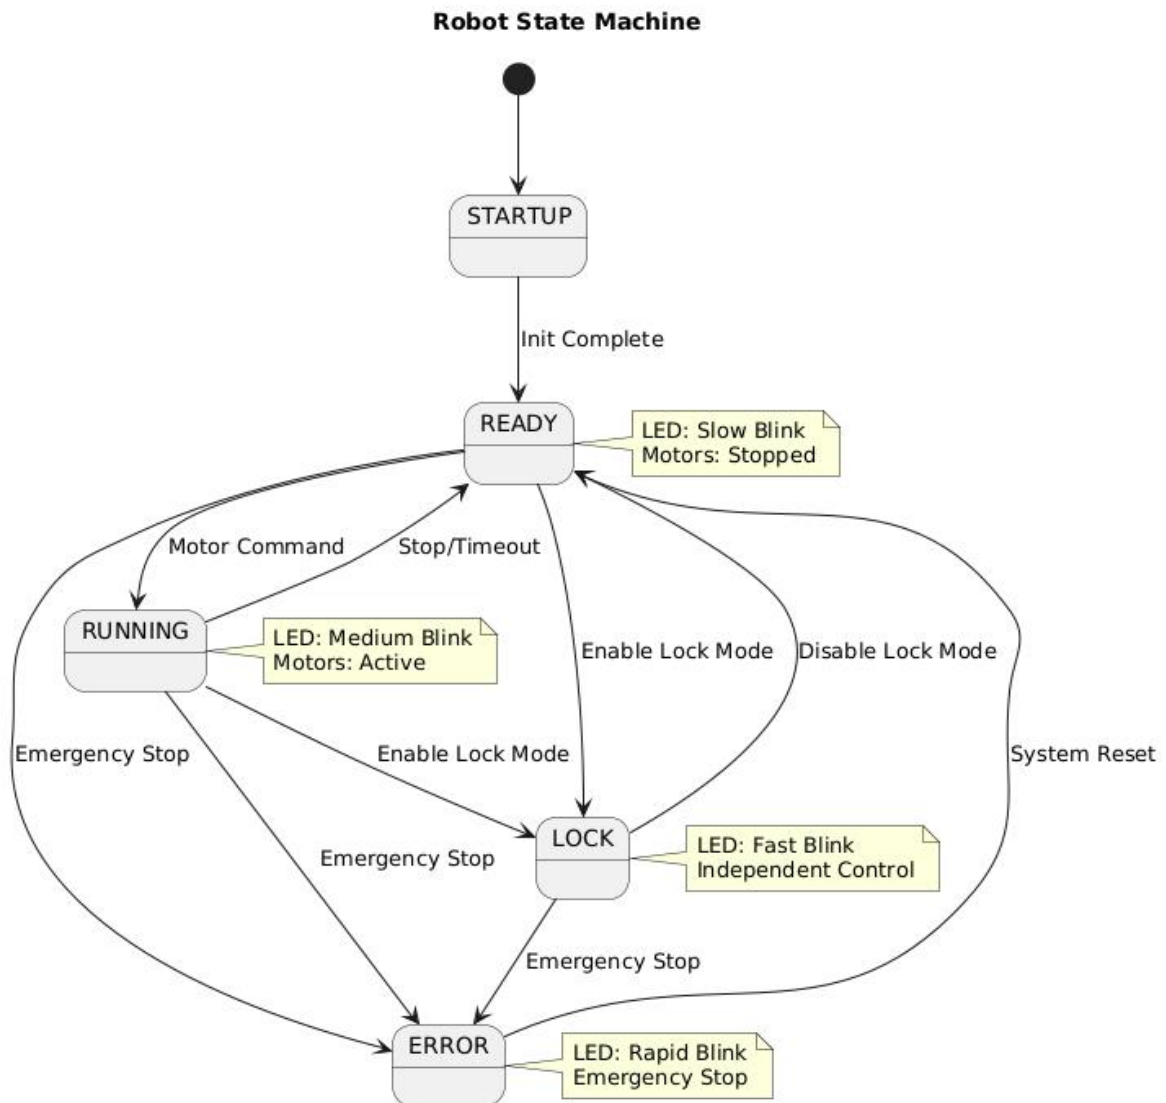 Robot State Machine
STARTUP
Init Complete
READY
LED: Slow Blink
Motors: Stopped
Motor Command
Stop/Timeout
RUNNING
LED: Medium Blink
Motors: Active
Enable Lock Mode
Disable Lock Mode
Emergency Stop
Enable Lock Mode
System Reset
LOCK
LED: Fast Blink
Independent Control
Emergency Stop
Emergency Stop
ERROR
LED: Rapid Blink
Emergency Stop